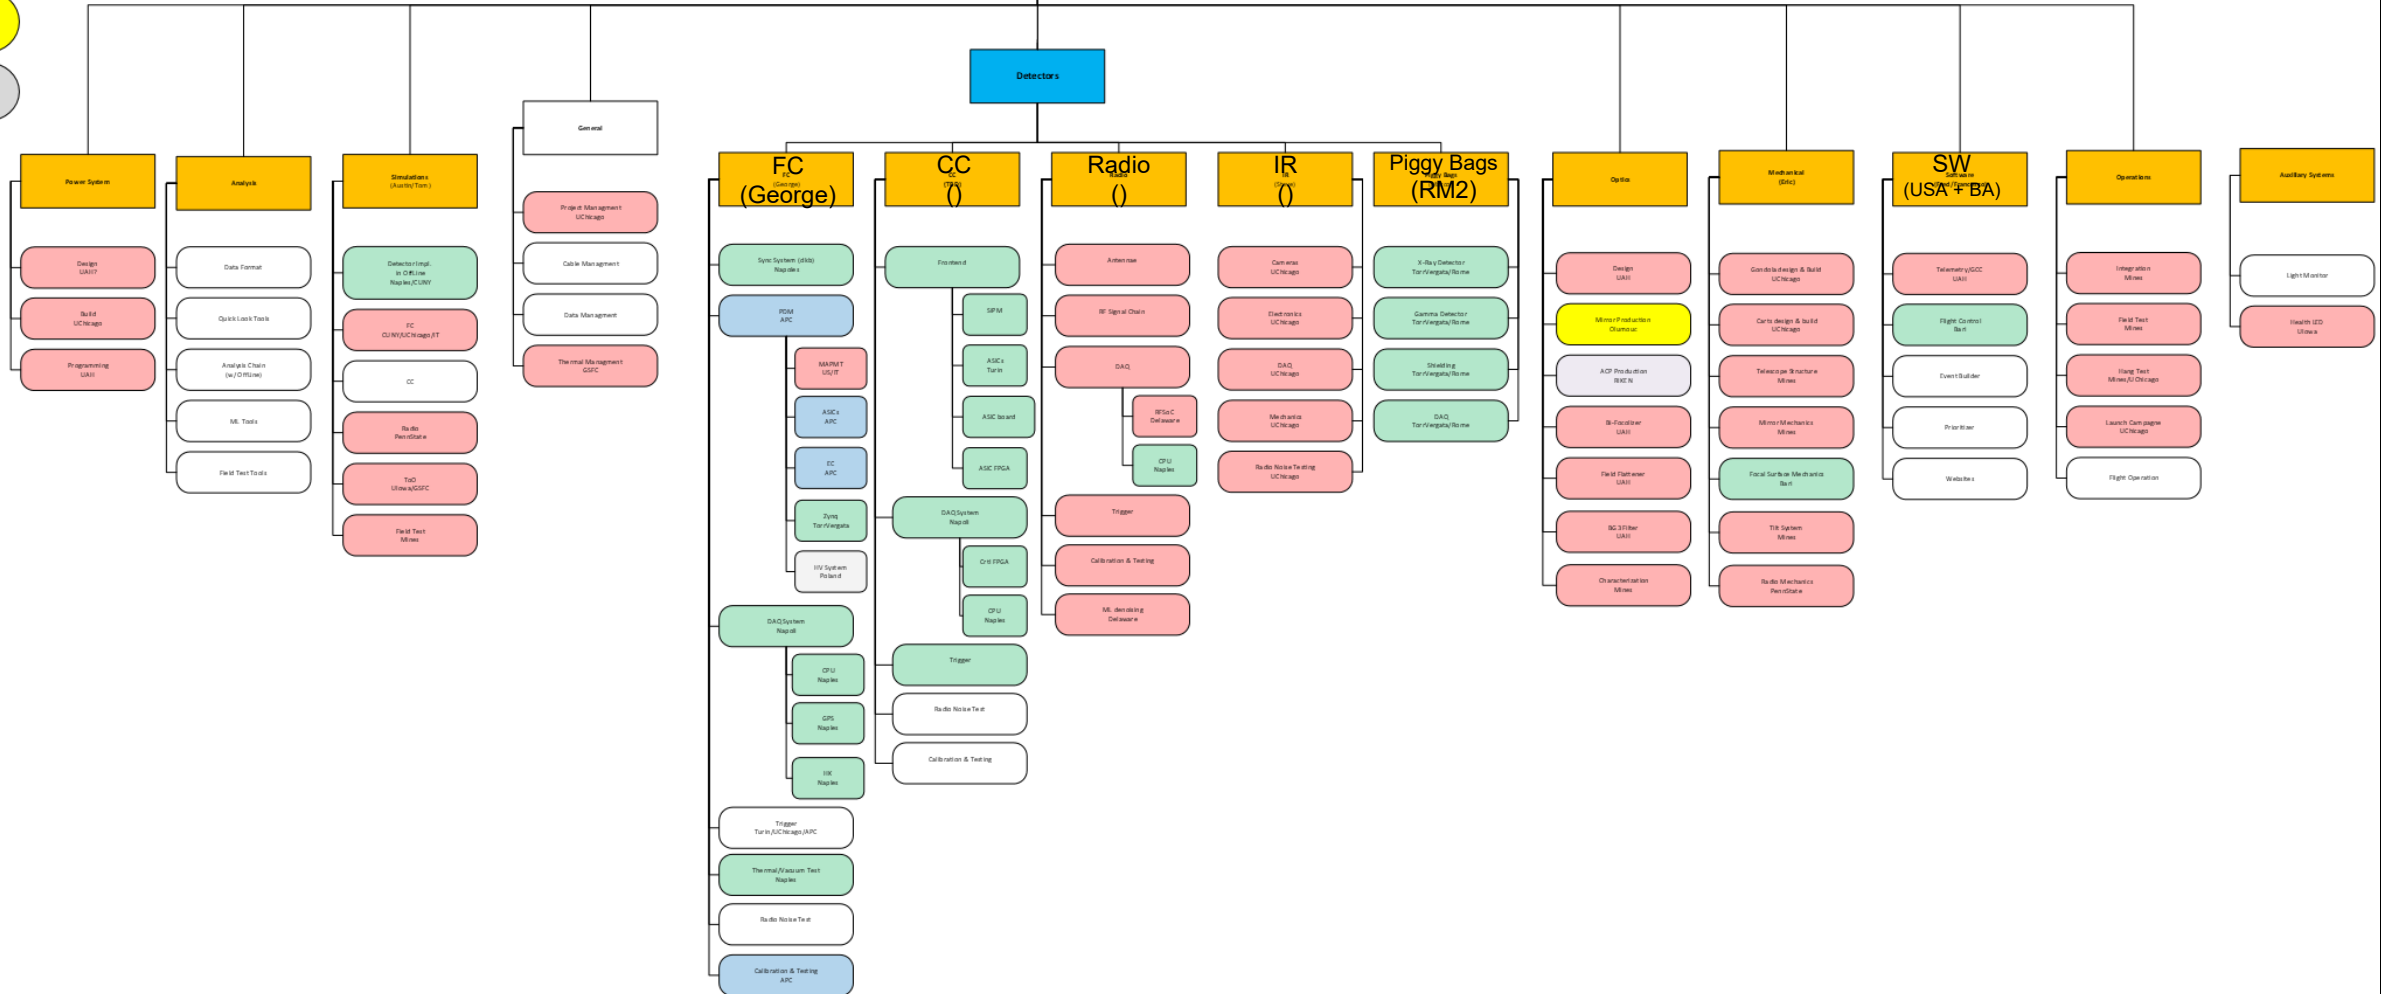 Detectors
General
Project Managment
UChicago
Cable Managment
Data Managment
Thermal Managment
GSFC
Power System
Design
UAH?
Build
UChicago
Programming
UAH
Analysis
Data Format
Quick Look Tools
Analysis Chain
(w/ OffLine)
ML Tools
Field Test Tools
Simulations
(Austin/Tom)
Detector Impl.
in OffLine
Naples/CUNY
FC
CUNY/UChicago/IT
CC
Radio
PennState
ToO
UIowa/GSFC
Field Test
Mines
FC
(George)
Sync System (clkb)
Naples
PDM
APC
MAPMT
US/IT
ASICs
APC
EC
APC
Zynq
TorrVergata
HV System
Poland
DAQ System
Napoli
CPU
Naples
GPS
Naples
HK
Naples
Trigger
Turin/UChicago/APC
Thermal/Vacuum Test
Naples
Radio Noise Test
Calibration & Testing
APC
CC
()
Frontend
SiPM
ASICs
Turin
ASIC board
ASIC FPGA
DAQ System
Napoli
Crtl FPGA
CPU
Naples
Trigger
Radio Noise Test
Calibration & Testing
Radio
()
Antennae
RF Signal Chain
DAQ
RFSoC
Delaware
CPU
Naples
Trigger
Calibration & Testing
ML denoising
Delaware
IR
()
Cameras
UChicago
Electronics
UChicago
DAQ
UChicago
Mechanics
UChicago
Radio Noise Testing
UChicago
Piggy Bags
(RM2)
X-Ray Detector
TorrVergata/Rome
Gamma Detector
TorrVergata/Rome
Shielding
TorrVergata/Rome
DAQ
TorrVergata/Rome
Optics
Design
UAH
Mirror Production
Olumouc
ACP Production
RIKEN
Bi-Focalizer
UAH
Field Flattener
UAH
BG3 Filter
UAH
Characterization
Mines
Mechanical
(Eric)
Gondola design & Build
UChicago
Carts design & build
UChicago
Telescope Structure
Mines
Mirror Mechanics
Mines
Focal Surface Mechanics
Bari
Tilt System
Mines
Radio Mechanics
PennState
SW
(USA + BA)
Telemetry/GCC
UAH
Flight Control
Bari
Event Builder
Prioritizer
Websites
Operations
Integration
Mines
Field Test
Mines
Hang Test
Mines/UChicago
Launch Campagne
UChicago
Flight Operation
Auxiliary Systems
Light Monitor
Health LED
UIowa